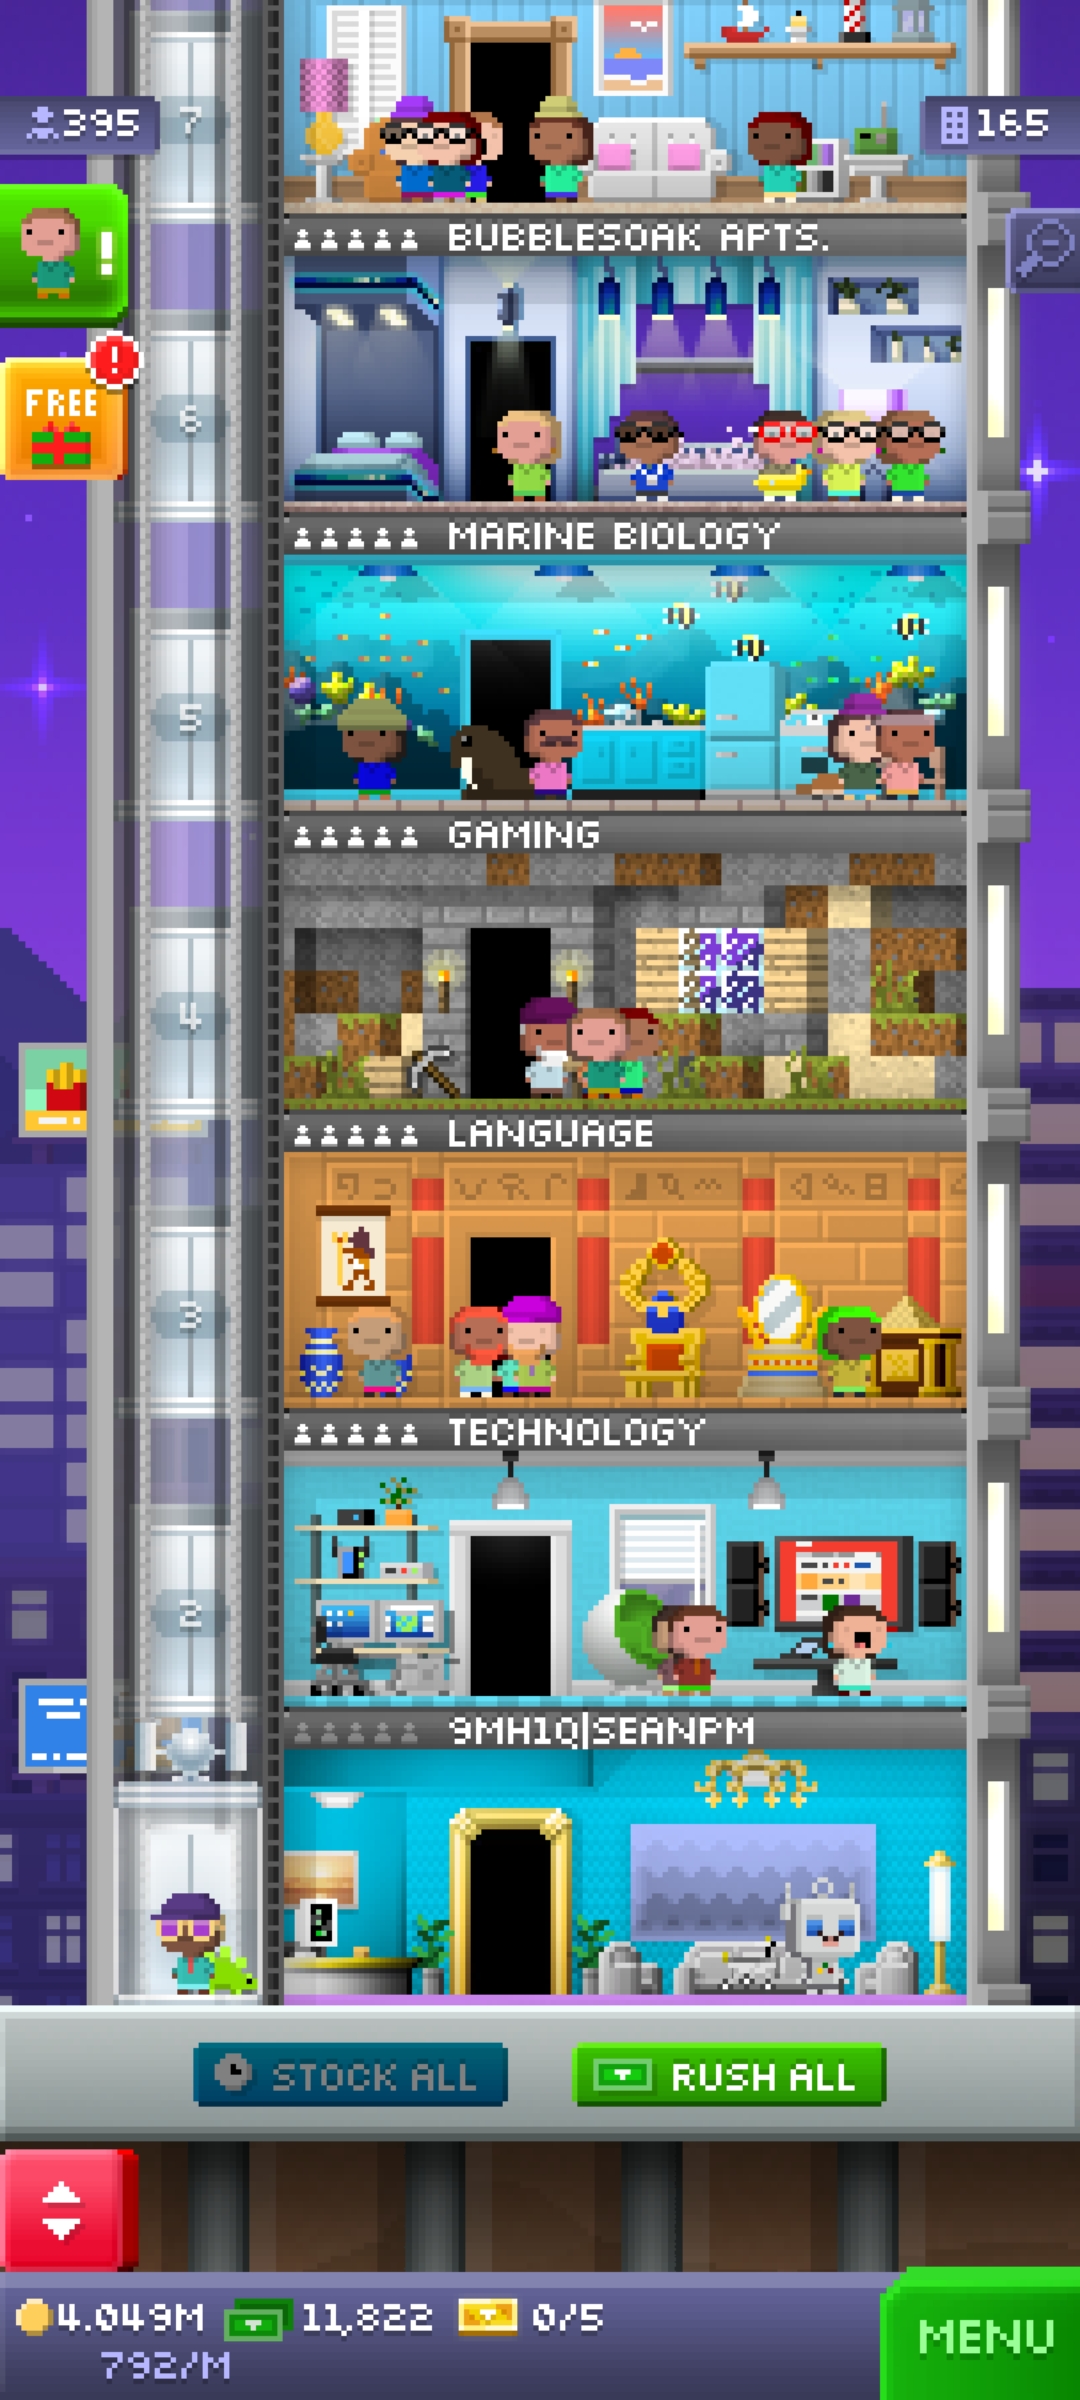 395
7
165
!
BUBBLESOAK APTS.
!
FREE
6
MARINE BIOLOGY
5
GAMING
4
LANGUAGE
3
TECHNOLOGY
2
9MH1Q|SEANPM
STOCK ALL
RUSH ALL
4.049M
11,822
0/5
792/M
MENU